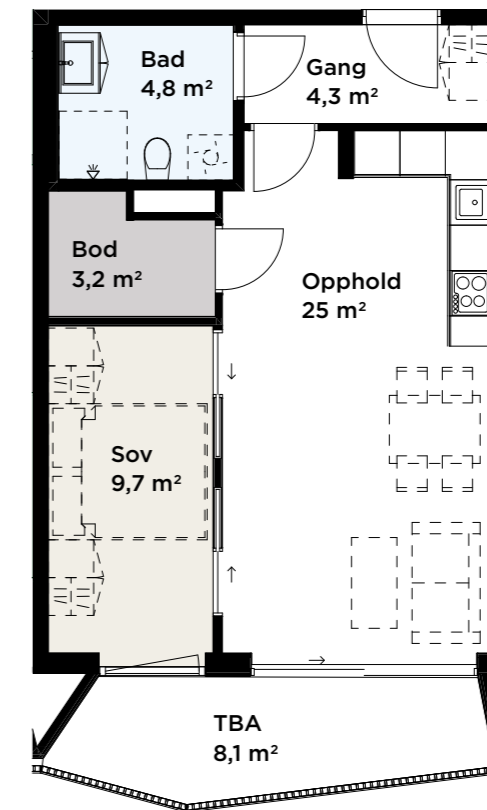 Bad
4,8 m²
Gang
4,3 m²
Bod
3,2 m²
Opphold
25 m²
Sov
9,7 m²
TBA
8,1 m²